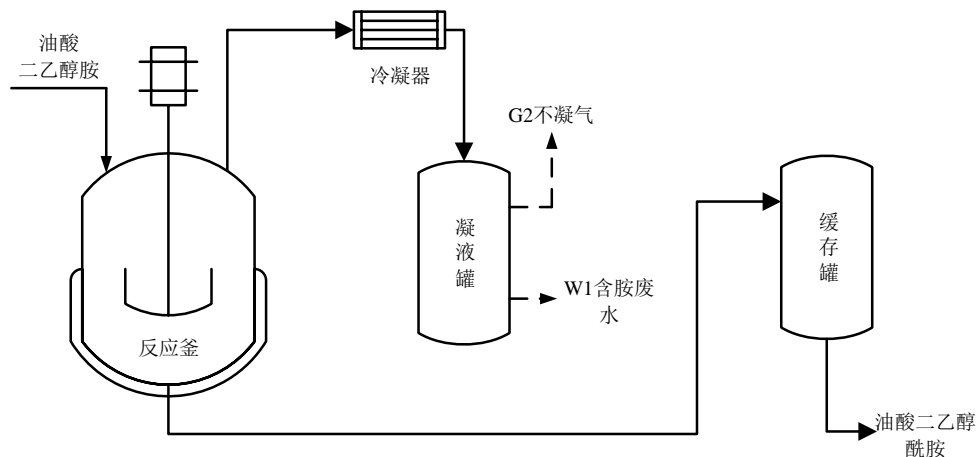 油酸
二乙醇胺
冷凝器
G2不凝气
凝
液
罐
W1含胺废
水
缓
存
罐
反应釜
油酸二乙醇
酰胺